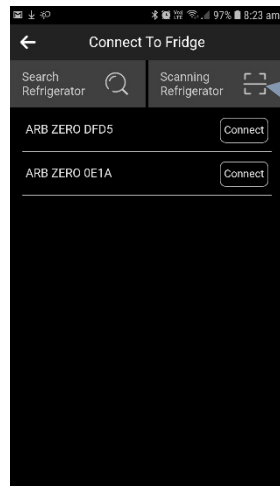 97% 8:23 am
Connect To Fridge
Search
Refrigerator
Scanning
Refrigerator
ARB ZERO DFD5
Connect
ARB ZERO 0E1A
Connect